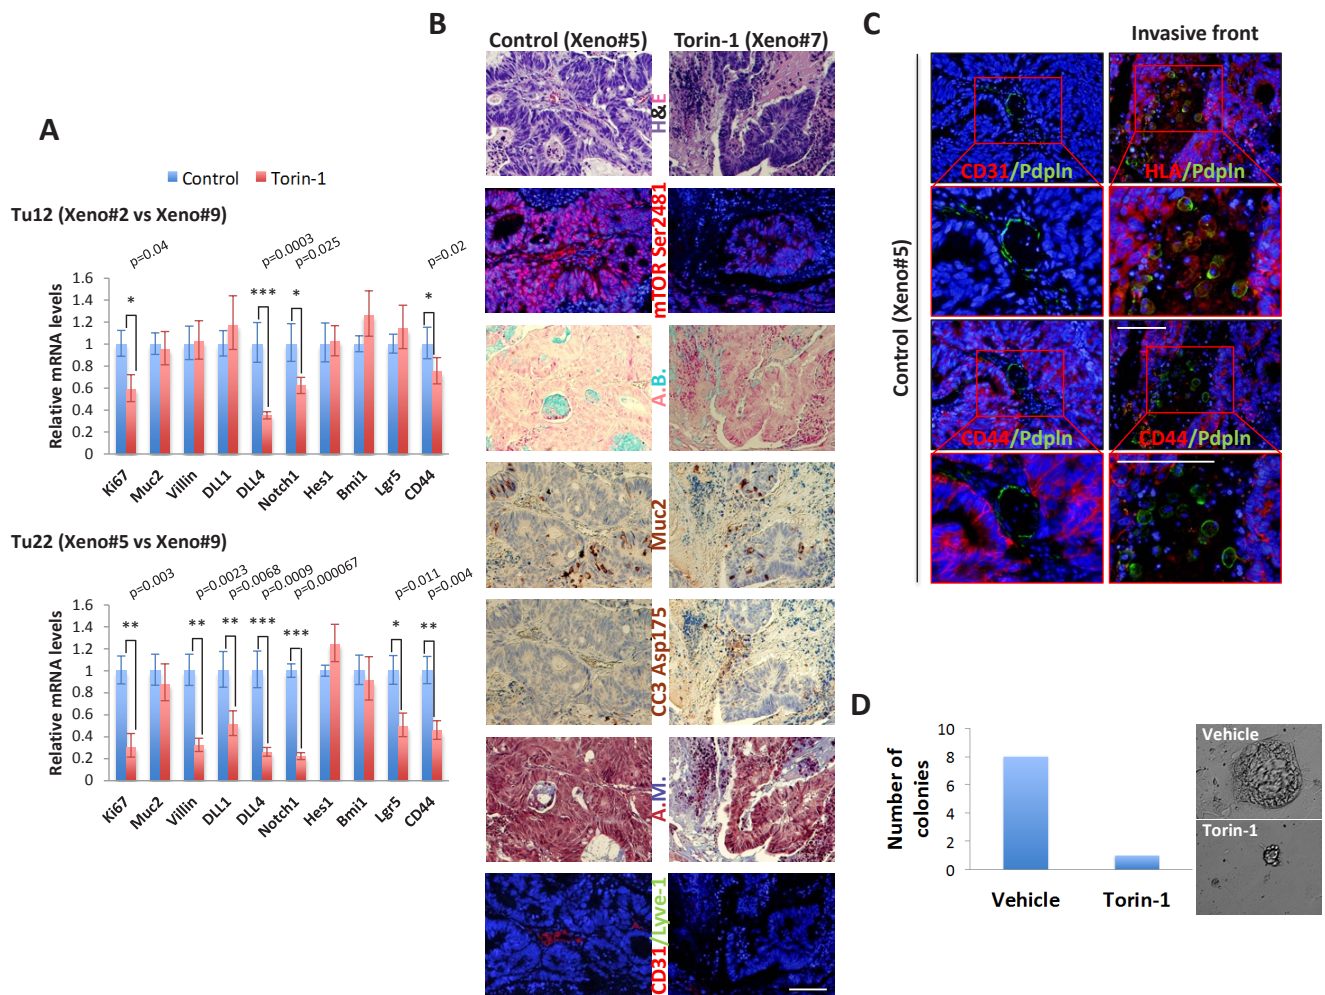 A
Control Torin-1
Tu12 (Xeno#2 vs Xeno#9)
p=0.04
p=0.0003
p=0.025
p=0.02
Relative mRNA levels
1.6
1.4
1.2
1
0.8
0.6
0.4
0.2
0
*
***
*
*
Ki67 Muc2 Villin DLL1 DLL4 Notch1 Hes1 Bmi1 Lgr5 CD44
Tu22 (Xeno#5 vs Xeno#9)
p=0.003
p=0.0023
p=0.0068
p=0.0009
p=0.000067
p=0.011
p=0.004
Relative mRNA levels
1.6
1.4
1.2
1
0.8
0.6
0.4
0.2
0
**
**
**
***
***
*
**
Ki67 Muc2 Villin DLL1 DLL4 Notch1 Hes1 Bmi1 Lgr5 CD44
B
Control (Xeno#5) Torin-1 (Xeno#7)
H&E
mTOR Ser2481
A.B.
Muc2
CC3 Asp175
A.M.
CD31/Lyve-1
C
Invasive front
Control (Xeno#5)
CD31/Pdpln
HLA/Pdpln
CD44/Pdpln
CD44/Pdpln
D
Number of
colonies
10
8
6
4
2
0
Vehicle Torin-1
Vehicle
Torin-1